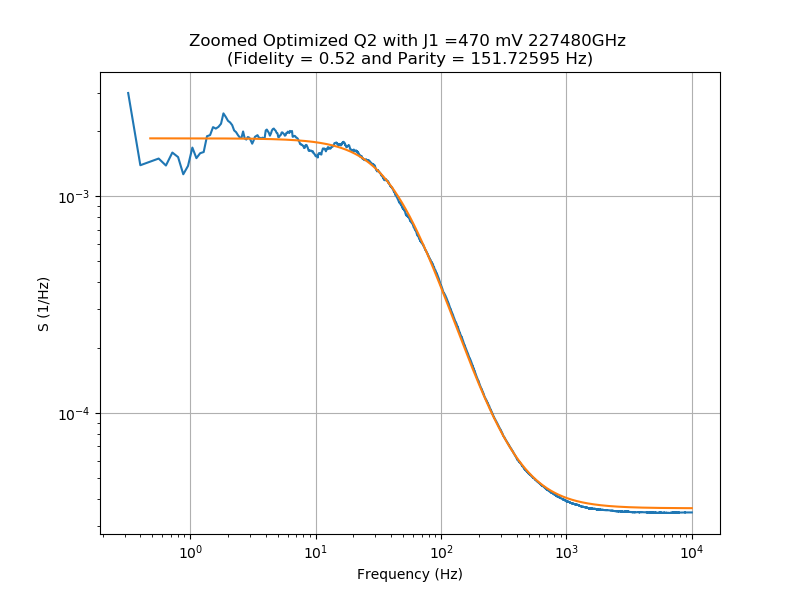 Zoomed Optimized Q2 with J1 =470 mV 227480GHz
(Fidelity = 0.52 and Parity = 151.72595 Hz)
S (1/Hz)
10⁻³
10⁻⁴
10⁰ 10¹ 10² 10³ 10⁴
Frequency (Hz)